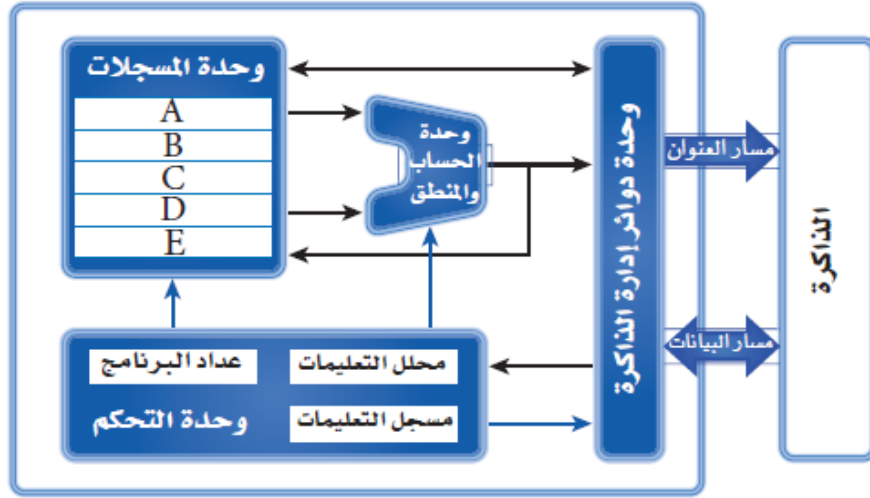 وحدة المسجلات
A
B
C
D
E
وحدة
الحساب
والمنطق
وحدة دوائر إدارة الذاكرة
مسار العنوان
مسار البيانات
الذاكرة
محلل التعليمات
عداد البرنامج
مسجل التعليمات
وحدة التحكم